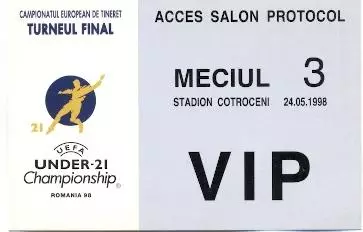 CAMPIONATUL EUROPEAN DE TINERET
TURNEUL FINAL
21
UEFA
UNDER-21
Championship®
ROMANIA 98
ACCES SALON PROTOCOL
MECIUL 3
STADION COTROCENI 24.05.1998
VIP